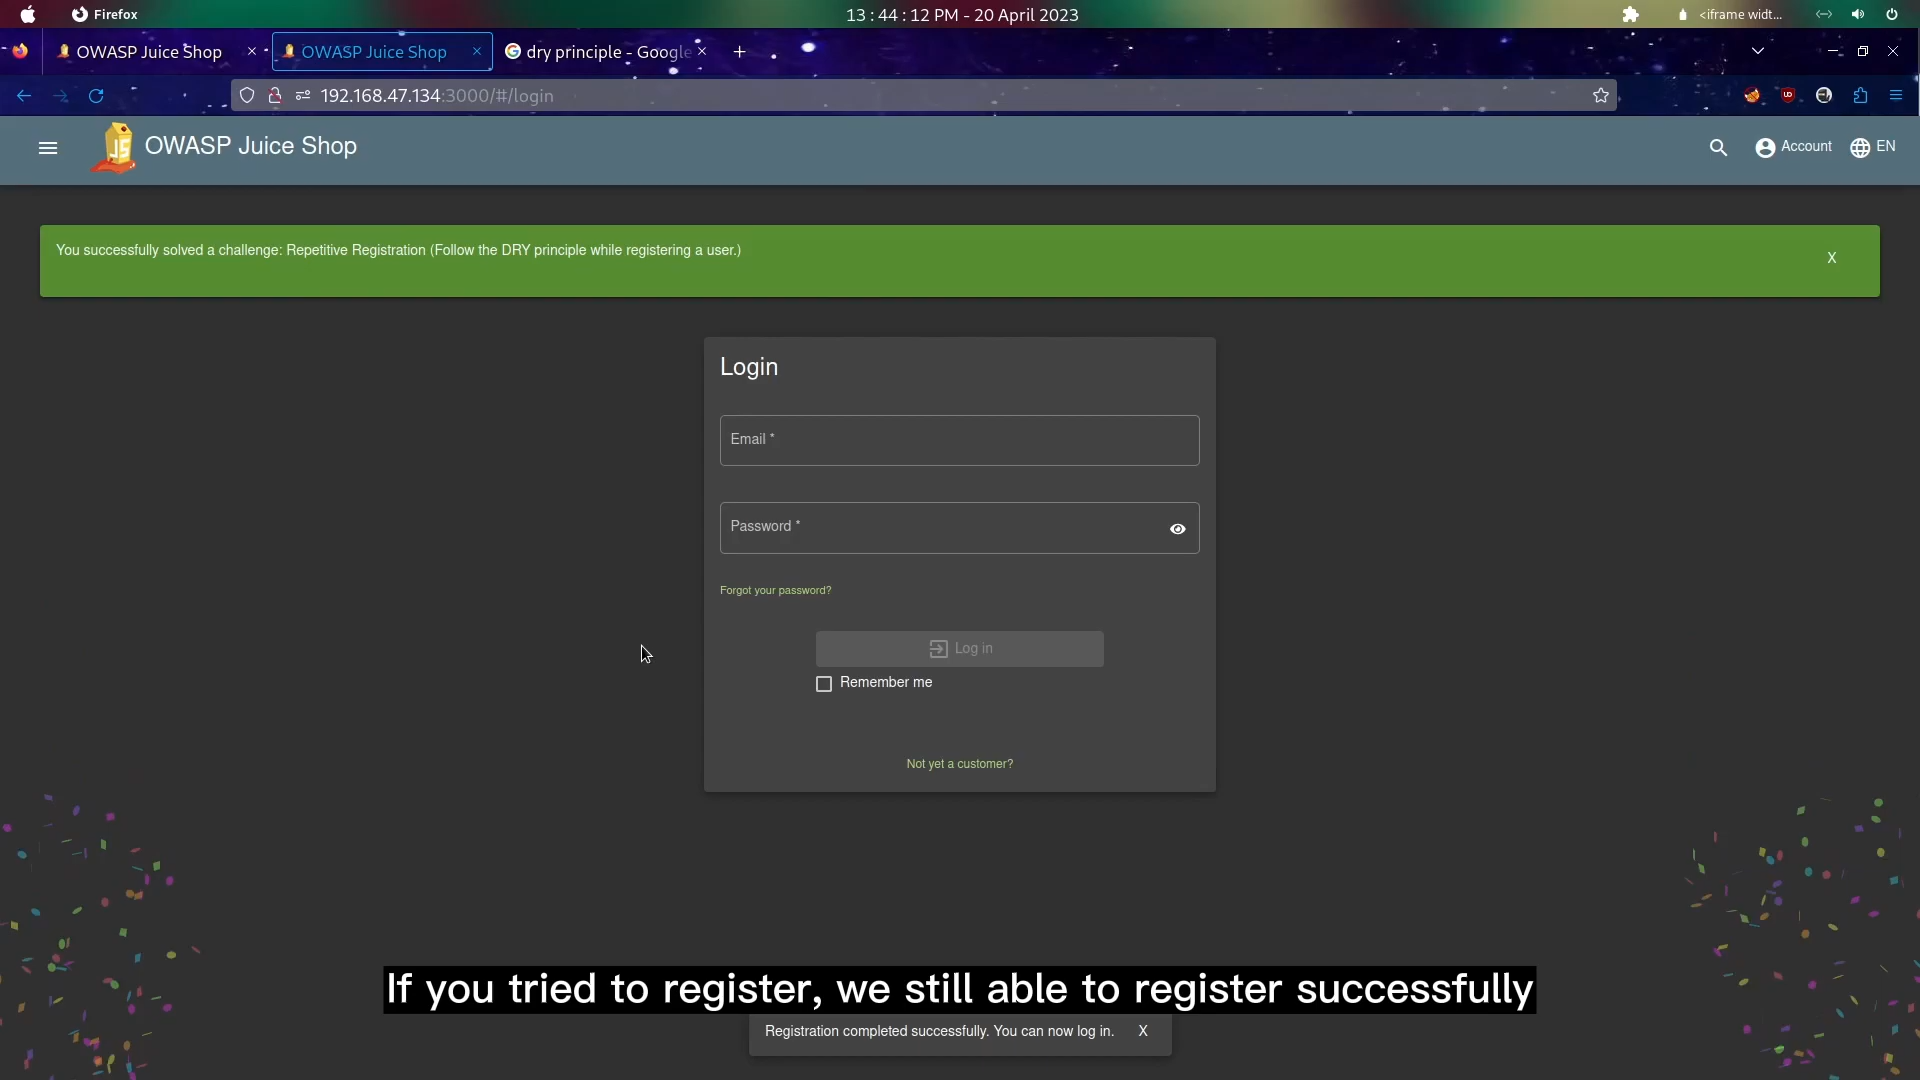 Firefox
13 : 44 : 12 PM - 20 April 2023
<iframe widt...
OWASP Juice Shop
OWASP Juice Shop
dry principle - Google
192.168.47.134:3000/#/login
OWASP Juice Shop
Account
EN
You successfully solved a challenge: Repetitive Registration (Follow the DRY principle while registering a user.)
X
Login
Email *
Password *
Forgot your password?
Log in
Remember me
Not yet a customer?
If you tried to register, we still able to register successfully
Registration completed successfully. You can now log in.
X